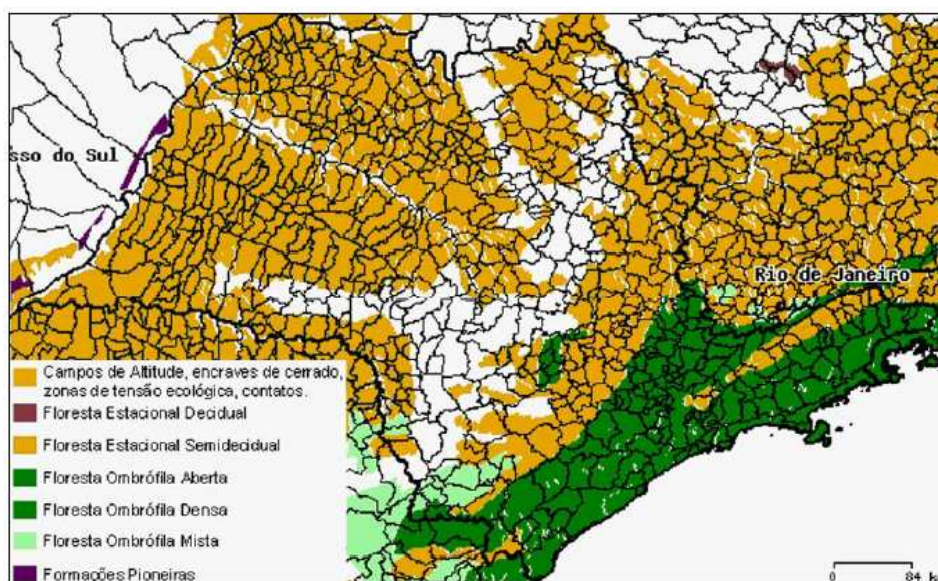 sso do Sul
Rio de Janeiro
Campos de Altitude, encraves de cerrado,
zonas de tensão ecológica, contatos.
Floresta Estacional Decidual
Floresta Estacional Semidecidual
Floresta Ombrófila Aberta
Floresta Ombrófila Densa
Floresta Ombrófila Mista
Formações Pioneiras
0 84 k